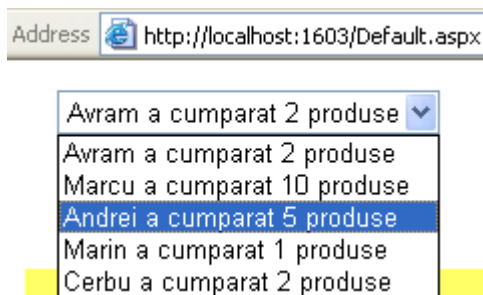 Address http://localhost:1603/Default.aspx
Avram a cumparat 2 produse
Avram a cumparat 2 produse
Marcu a cumparat 10 produse
Andrei a cumparat 5 produse
Marin a cumparat 1 produse
Cerbu a cumparat 2 produse